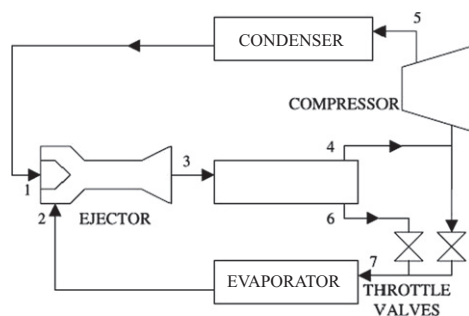 5
CONDENSER
COMPRESSOR
3
4
1
2
EJECTOR
6
7
EVAPORATOR
THROTTLE
VALVES